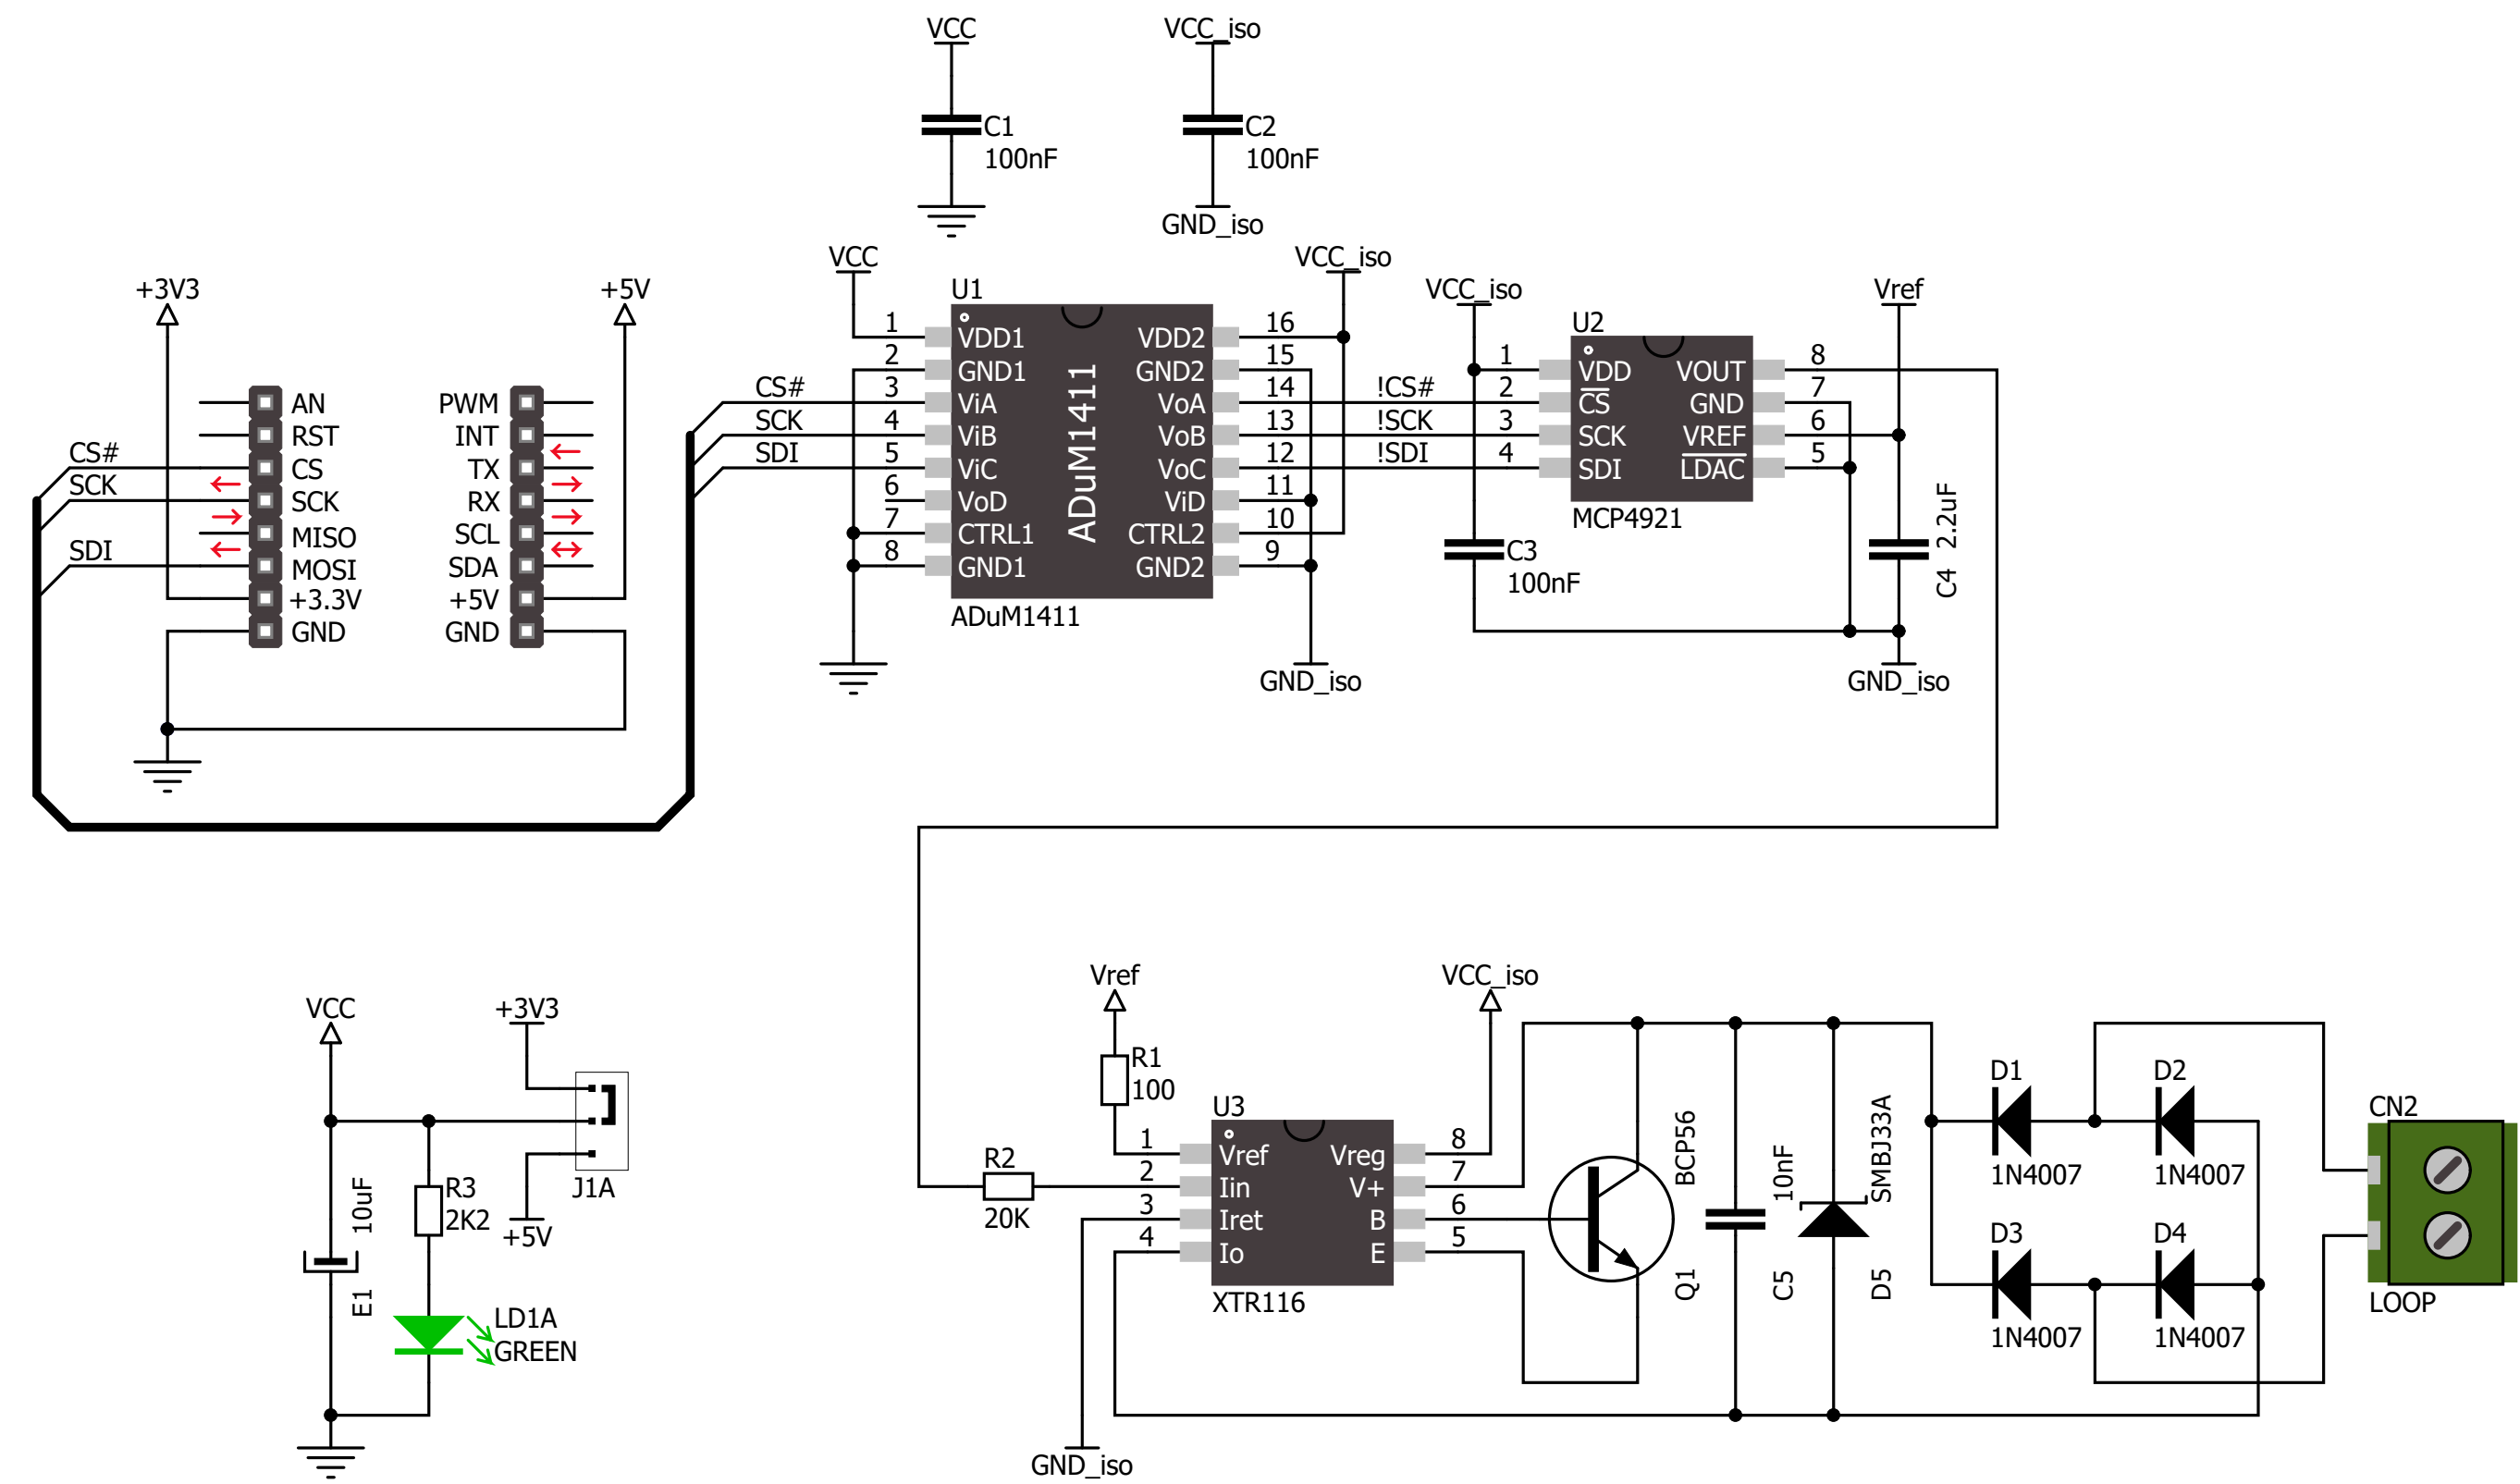 VCC
C1
100nF
VCC_iso
C2
100nF
GND_iso
+3V3
+5V
AN
RST
CS
SCK
MISO
MOSI
+3.3V
GND
PWM
INT
TX
RX
SCL
SDA
+5V
GND
CS#
SCK
SDI
VCC
U1
VCC_iso
CS#
SCK
SDI
1
2
3
4
5
6
7
8
VDD1
GND1
ViA
ViB
ViC
VoD
CTRL1
GND1
ADuM1411
VDD2
GND2
VoA
VoB
VoC
ViD
CTRL2
GND2
16
15
14
13
12
11
10
9
ADuM1411
GND_iso
!CS#
!SCK
!SDI
VCC_iso
U2
1
2
3
4
VDD
CS
SCK
SDI
VOUT
GND
VREF
LDAC
8
7
6
5
MCP4921
Vref
C3
100nF
C4 2.2uF
GND_iso
VCC
+3V3
J1A
+5V
R3
2K2
E1 10uF
LD1A
GREEN
Vref
R1
100
R2
20K
U3
VCC_iso
1
2
3
4
Vref
Iin
Iret
Io
Vreg
V+
B
E
8
7
6
5
XTR116
GND_iso
Q1 BCP56
C5 10nF
D5 SMBJ33A
D1
1N4007
D2
1N4007
D3
1N4007
D4
1N4007
CN2
LOOP